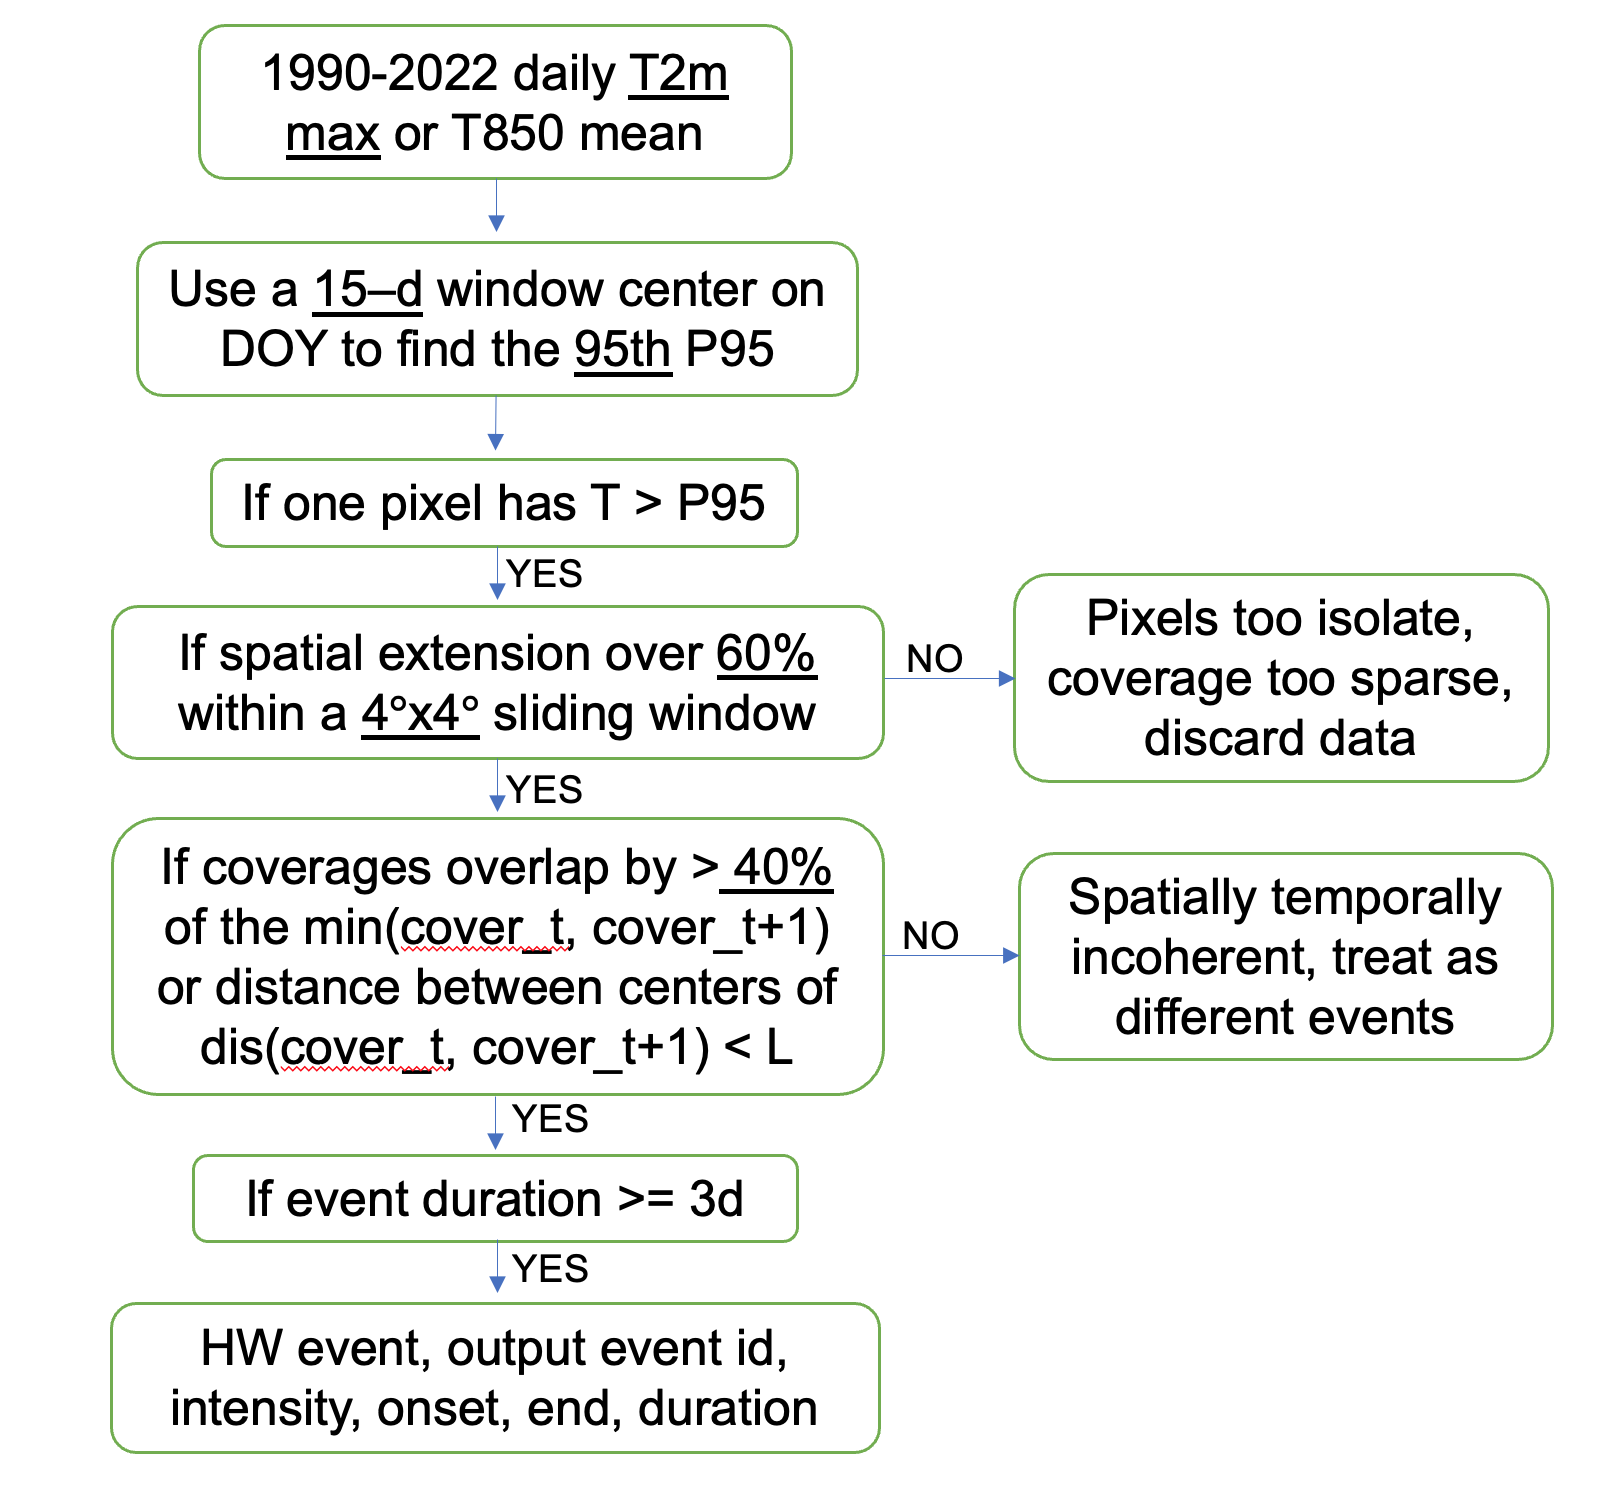 1990-2022 daily T2m
max or T850 mean
Use a 15–d window center on
DOY to find the 95th P95
If one pixel has T > P95
YES
If spatial extension over 60%
within a 4°x4° sliding window
NO
Pixels too isolate,
coverage too sparse,
discard data
YES
If coverages overlap by > 40%
of the min(cover_t, cover_t+1)
or distance between centers of
dis(cover_t, cover_t+1) < L
NO
Spatially temporally
incoherent, treat as
different events
YES
If event duration >= 3d
YES
HW event, output event id,
intensity, onset, end, duration